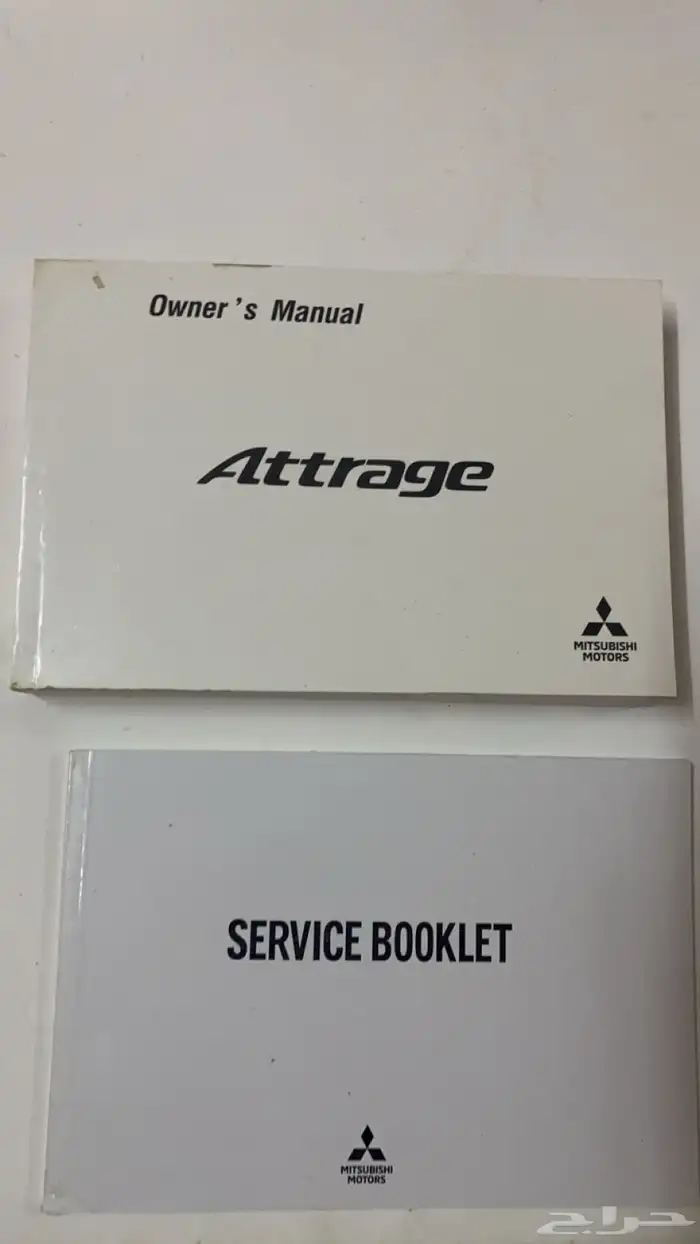 Owner's Manual
Attrage
MITSUBISHI
MOTORS
SERVICE BOOKLET
MITSUBISHI
MOTORS
حراج